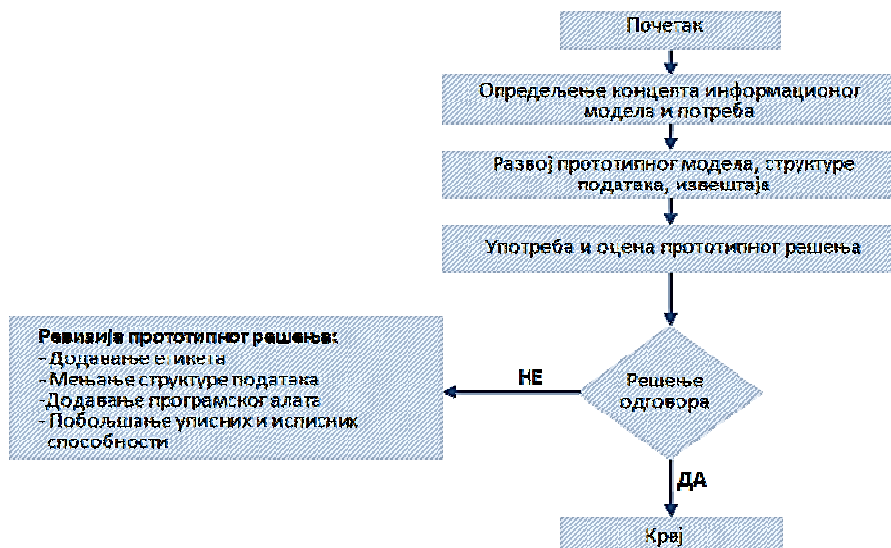 Почетак
Опредељење концепта информационог
модела и потреба
Развој прототипног модела, структуре
података, извештаја
Употреба и оцена прототипног решења
Решење
одговора
НЕ
Ревизија прототипног решења:
- Додавање етикета
- Мењање структуре података
-Додавање програмског алата
- Побољшање уписних и исписних
способности
ДА
Крај